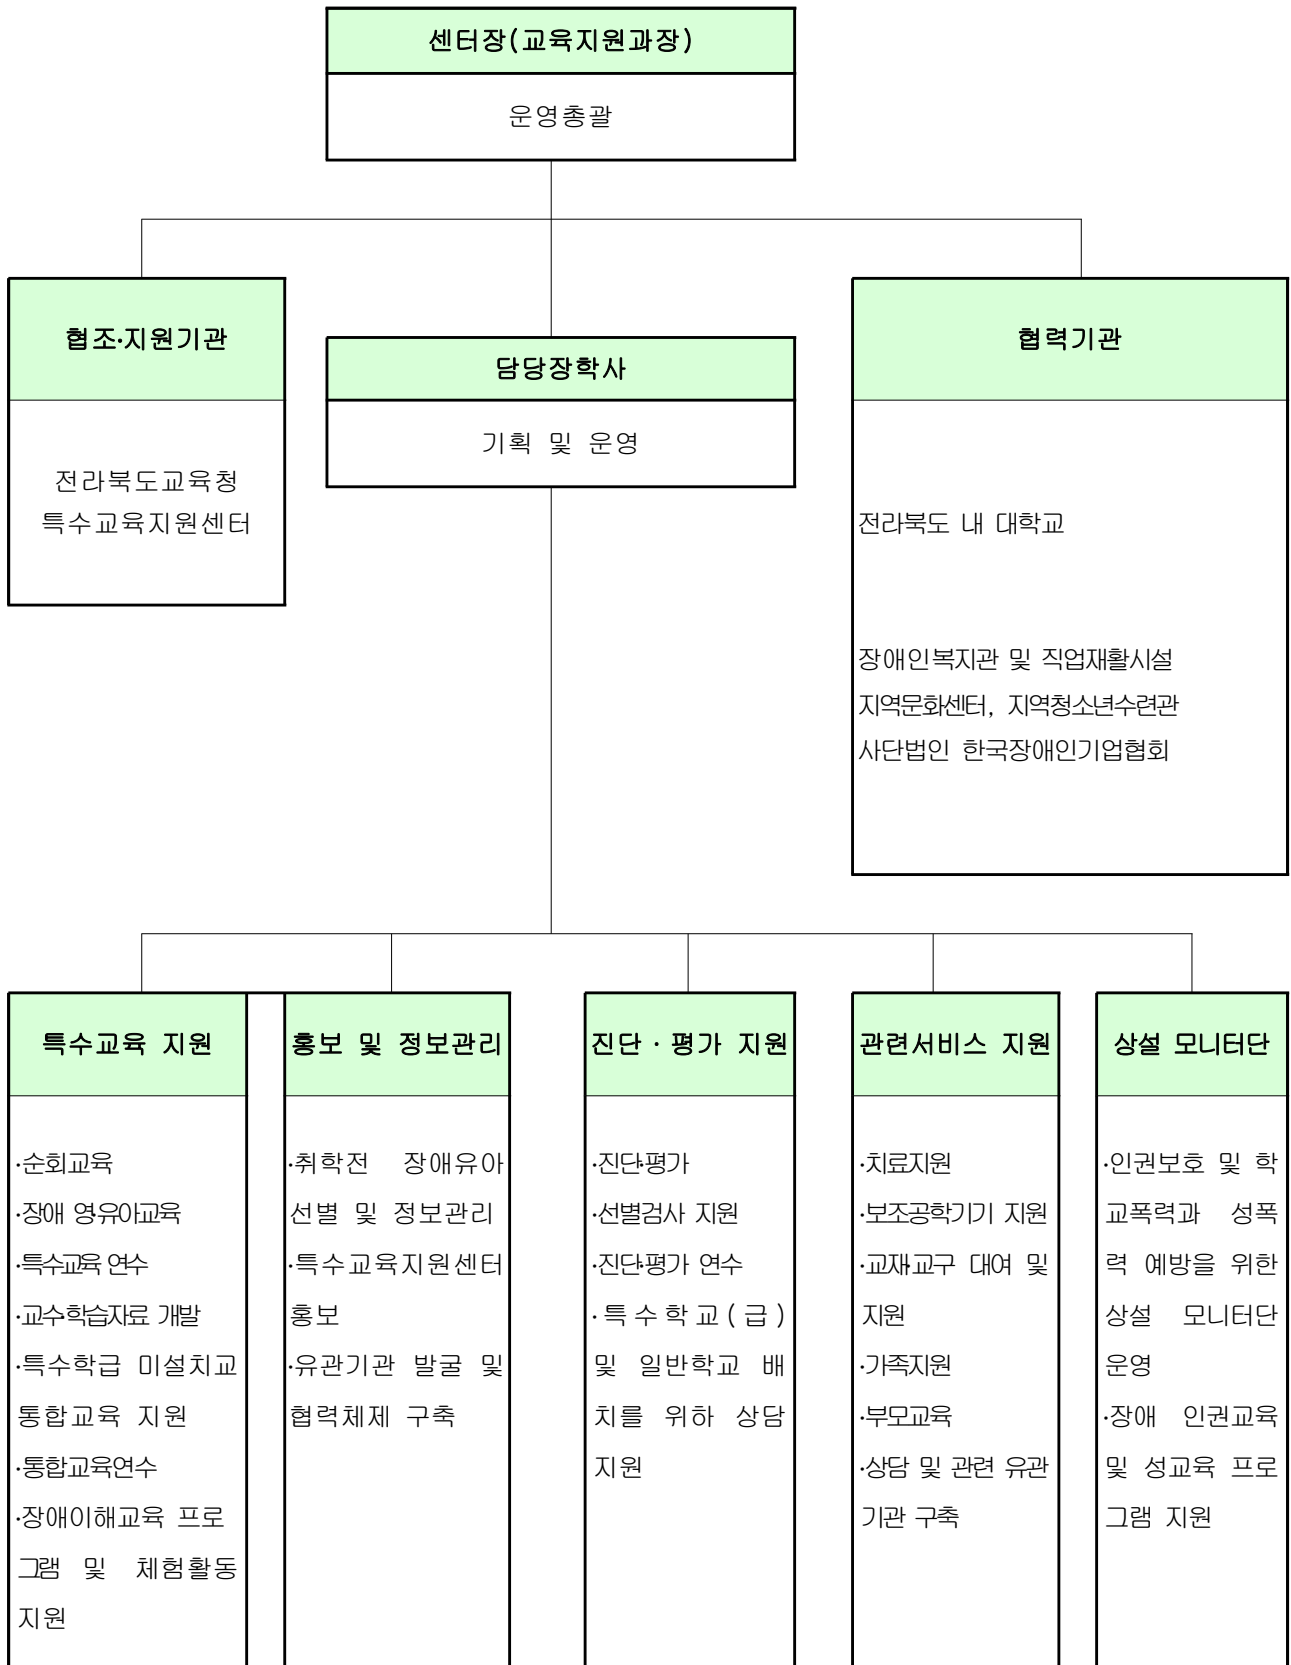 센터장(교육지원과장)
운영총괄
협조·지원기관
전라북도교육청
특수교육지원센터
담당장학사
기획 및 운영
협력기관
전라북도 내 대학교
장애인복지관 및 직업재활시설
지역문화센터, 지역청소년수련관
사단법인 한국장애인기업협회
특수교육 지원
·순회교육
·장애 영·유아교육
·특수교육 연수
·교수·학습자료 개발
·특수학급 미설치교
통합교육 지원
·통합교육연수
·장애이해교육 프로
그램 및 체험활동
지원
홍보 및 정보관리
·취학전 장애유아
선별 및 정보관리
·특수교육지원센터
홍보
·유관기관 발굴 및
협력체제 구축
진단 · 평가 지원
·진단·평가
·선별검사 지원
·진단·평가 연수
·특수학교(급)
및 일반학교 배
치를 위하 상담
지원
관련서비스 지원
·치료지원
·보조공학기기 지원
·교재·교구 대여 및
지원
·가족지원
·부모교육
·상담 및 관련 유관
기관 구축
상설 모니터단
·인권보호 및 학
교폭력과 성폭
력 예방을 위한
상설 모니터단
운영
·장애 인권교육
및 성교육 프로
그램 지원